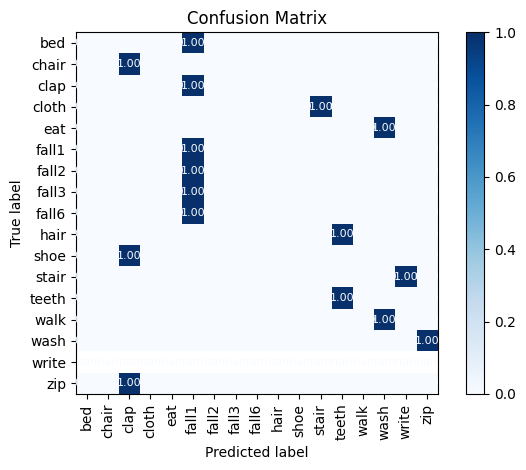 Confusion Matrix
bed 1.00
chair 1.00
clap 1.00
cloth 1.00
eat 1.00
fall1 1.00
fall2 1.00
fall3 1.00
fall6 1.00
hair 1.00
shoe 1.00
stair 1.00
teeth 1.00
walk 1.00
wash 1.00
write
zip 1.00
True label
bed chair clap cloth eat fall1 fall2 fall3 fall6 hair shoe stair teeth walk wash write zip
Predicted label
1.0
0.8
0.6
0.4
0.2
0.0